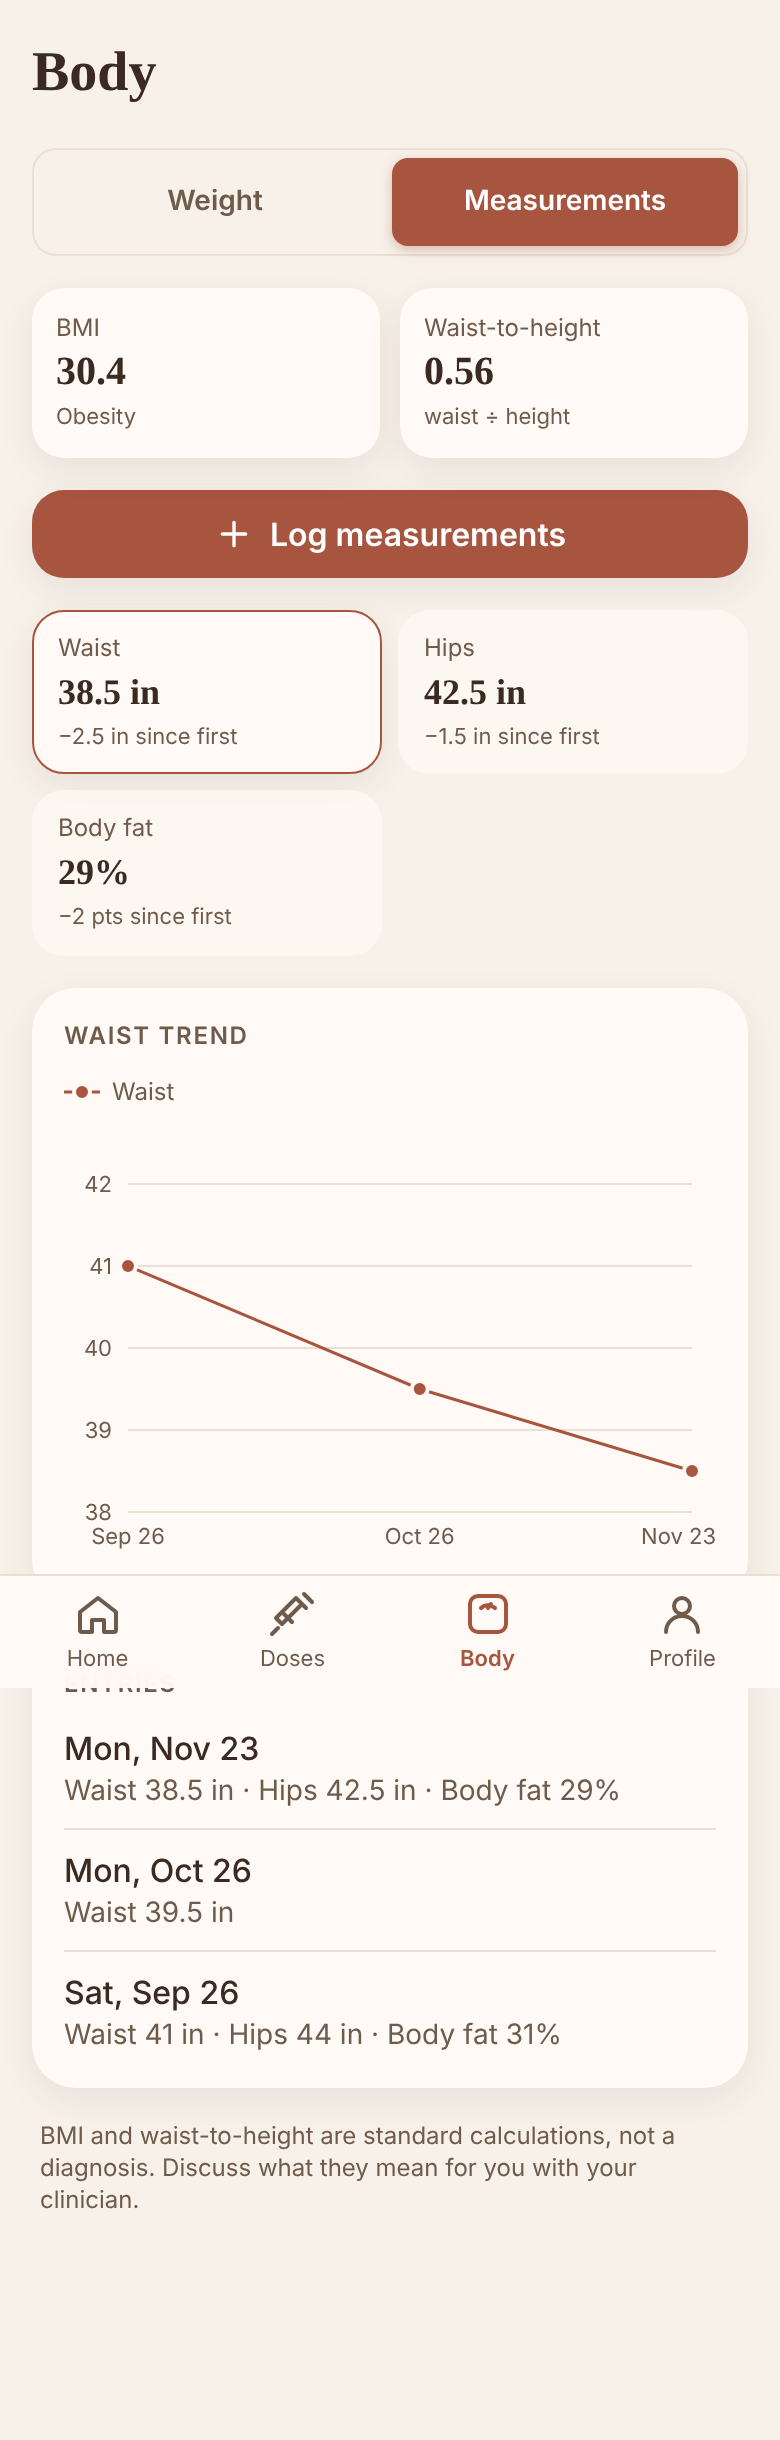 Body
Weight
Measurements
BMI
30.4
Obesity
Waist-to-height
0.56
waist ÷ height
+ Log measurements
Waist
38.5 in
−2.5 in since first
Hips
42.5 in
−1.5 in since first
Body fat
29%
−2 pts since first
WAIST TREND
Waist
42
41
40
39
38
Sep 26
Oct 26
Nov 23
Home
Doses
Body
Profile
ENTRIES
Mon, Nov 23
Waist 38.5 in · Hips 42.5 in · Body fat 29%
Mon, Oct 26
Waist 39.5 in
Sat, Sep 26
Waist 41 in · Hips 44 in · Body fat 31%
BMI and waist-to-height are standard calculations, not a
diagnosis. Discuss what they mean for you with your
clinician.